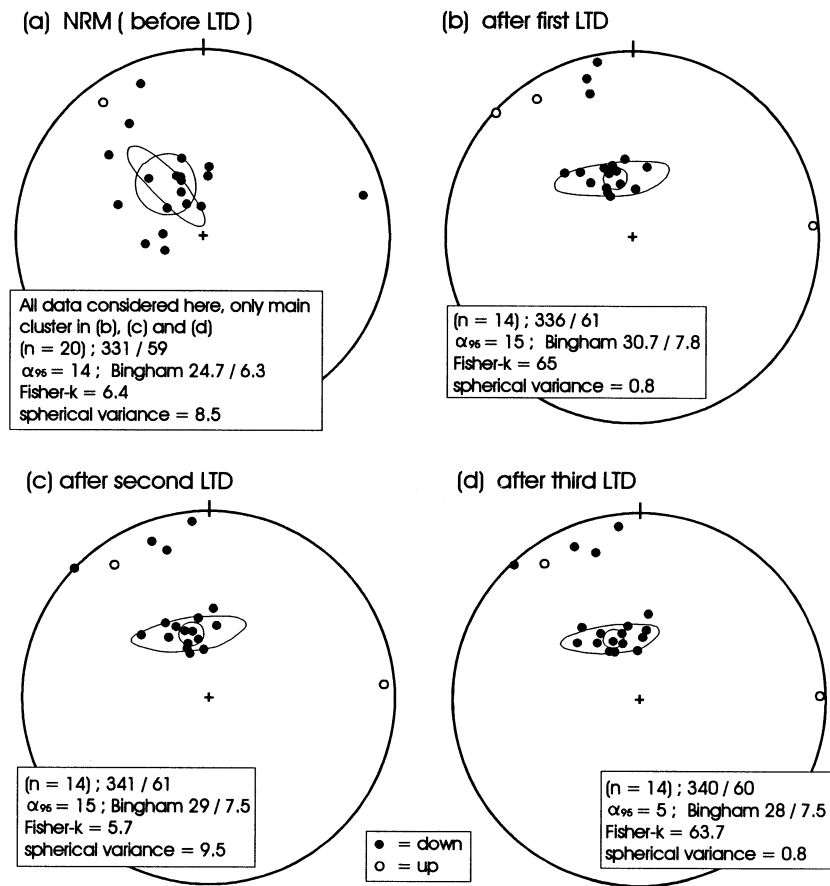 (a) NRM ( before LTD )
(b) after first LTD
All data considered here, only main
cluster in (b), (c) and (d)
(n = 20) ; 331 / 59
α₉₅ = 14 ; Bingham 24.7 / 6.3
Fisher-k = 6.4
spherical variance = 8.5
(n = 14) ; 336 / 61
α₉₅ = 15 ; Bingham 30.7 / 7.8
Fisher-k = 65
spherical variance = 0.8
(c) after second LTD
(d) after third LTD
(n = 14) ; 341 / 61
α₉₅ = 15 ; Bingham 29 / 7.5
Fisher-k = 5.7
spherical variance = 9.5
= down
= up
(n = 14) ; 340 / 60
α₉₅ = 5 ; Bingham 28 / 7.5
Fisher-k = 63.7
spherical variance = 0.8